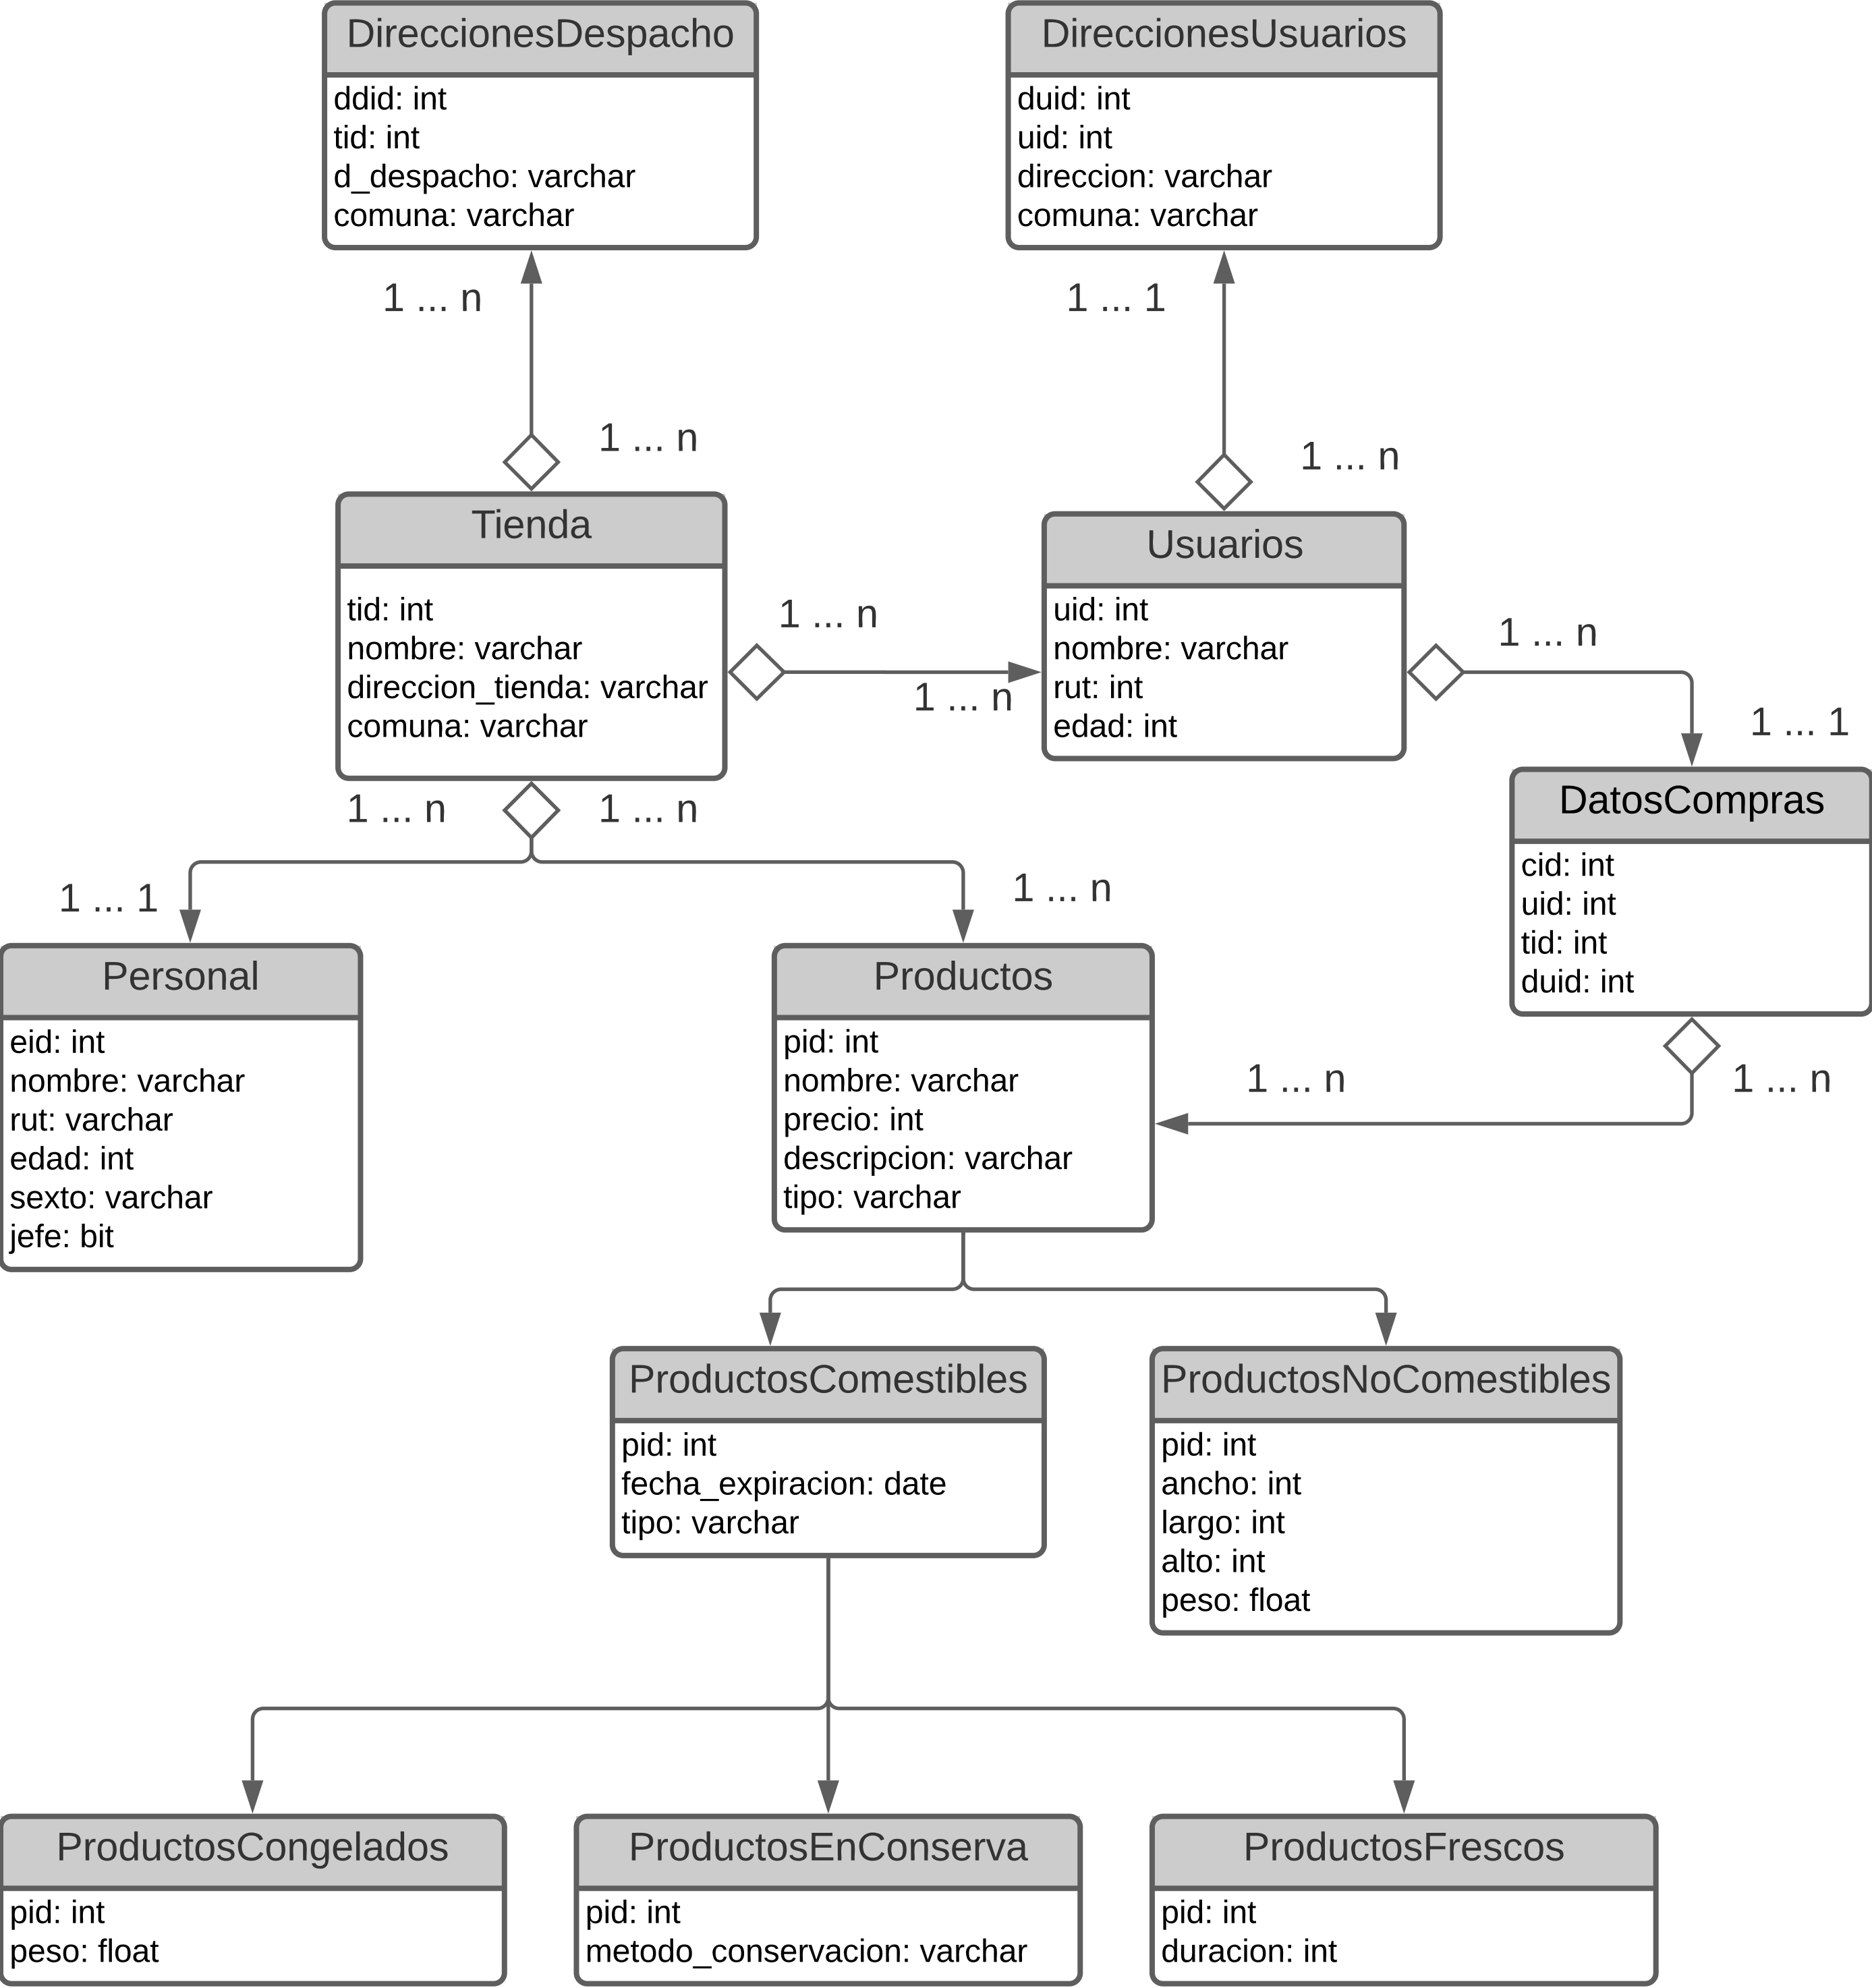 DireccionesDespacho
ddid: int
tid: int
d_despacho: varchar
comuna: varchar
DireccionesUsuarios
duid: int
uid: int
direccion: varchar
comuna: varchar
1 ... n
1 ... 1
1 ... n
1 ... n
Tienda
tid: int
nombre: varchar
direccion_tienda: varchar
comuna: varchar
1 ... n
1 ... n
Usuarios
uid: int
nombre: varchar
rut: int
edad: int
1 ... n
1 ... 1
DatosCompras
cid: int
uid: int
tid: int
duid: int
1 ... n
1 ... n
1 ... 1
1 ... n
Personal
eid: int
nombre: varchar
rut: varchar
edad: int
sexto: varchar
jefe: bit
Productos
pid: int
nombre: varchar
precio: int
descripcion: varchar
tipo: varchar
1 ... n
1 ... n
ProductosComestibles
pid: int
fecha_expiracion: date
tipo: varchar
ProductosNoComestibles
pid: int
ancho: int
largo: int
alto: int
peso: float
ProductosCongelados
pid: int
peso: float
ProductosEnConserva
pid: int
metodo_conservacion: varchar
ProductosFrescos
pid: int
duracion: int